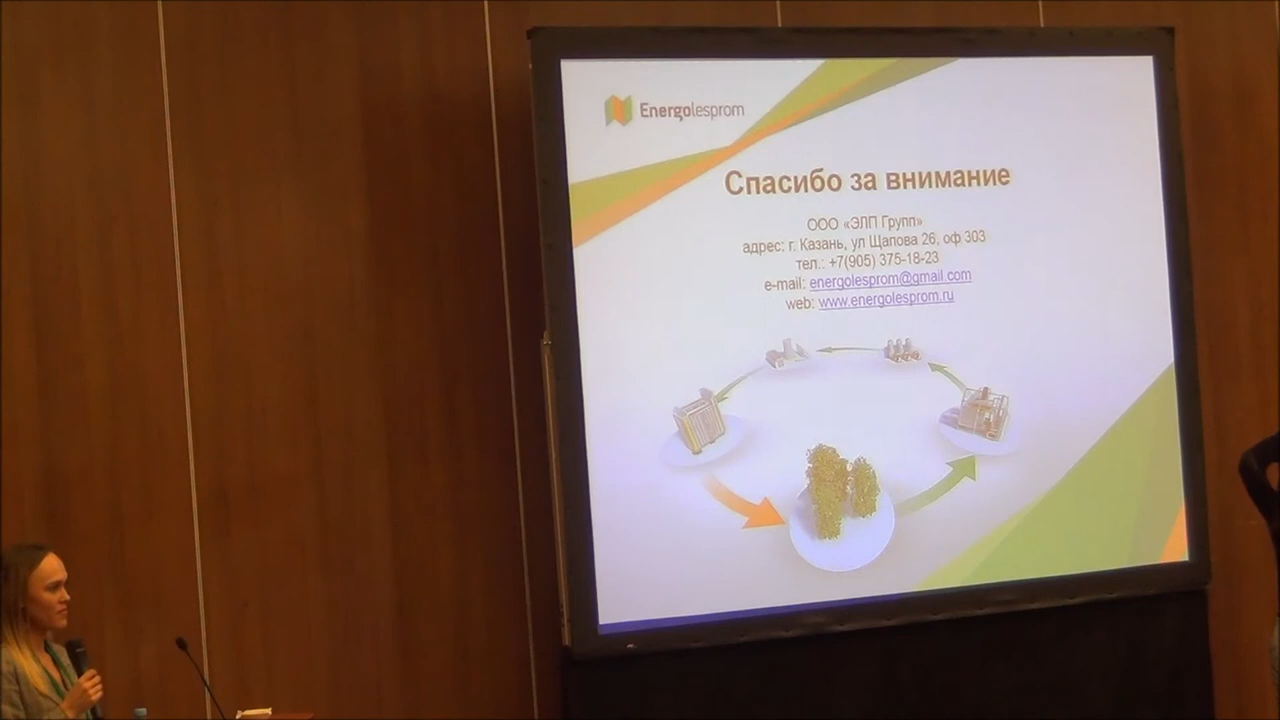 Energolesprom
Спасибо за внимание
ООО «ЭЛП Групп»
адрес: г. Казань, ул Щапова 26, оф 303
тел.: +7(905) 375-18-23
e-mail: energolesprom@gmail.com
web: www.energolesprom.ru